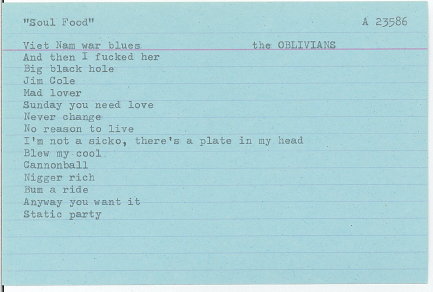 "Soul Food" A 23586
Viet Nam war blues the OBLIVIANS
And then I fucked her
Big black hole
Jim Cole
Mad lover
Sunday you need love
Never change
No reason to live
I'm not a sicko, there's a plate in my head
Blew my cool
Cannonball
Nigger rich
Bum a ride
Anyway you want it
Static party